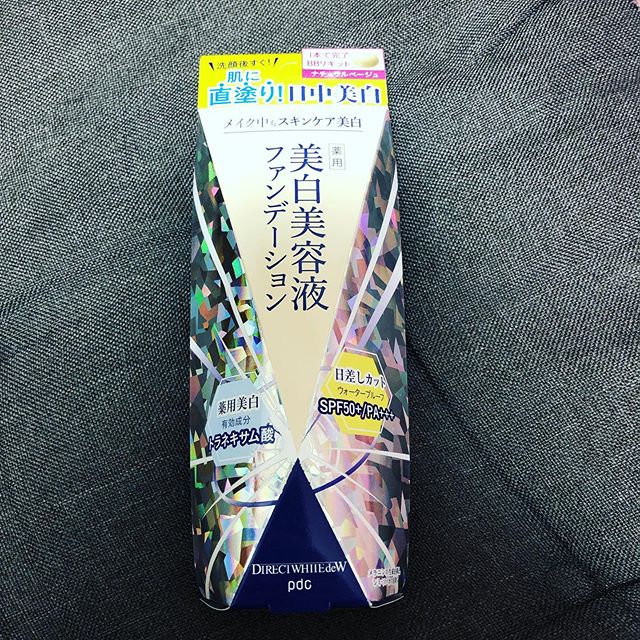 洗顔後すぐ!
肌に
直塗り!日中美白
1本で完了
BBリキッド
ナチュラルベージュ
メイク中もスキンケア美白
薬用
美白美容液
ファンデーション
薬用美白
有効成分
トラネキサム酸
日差しカット
ウォータープルーフ
SPF50+/PA+++
DIRECTWHITEdeW
pdc